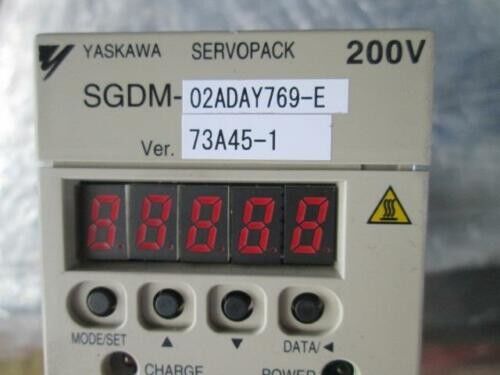 YASKAWA SERVOPACK 200V
SGDM-02ADAY769-E
Ver. 73A45-1
88888
MODE/SET ▲ ▼ DATA/◀
CHARGE POWER